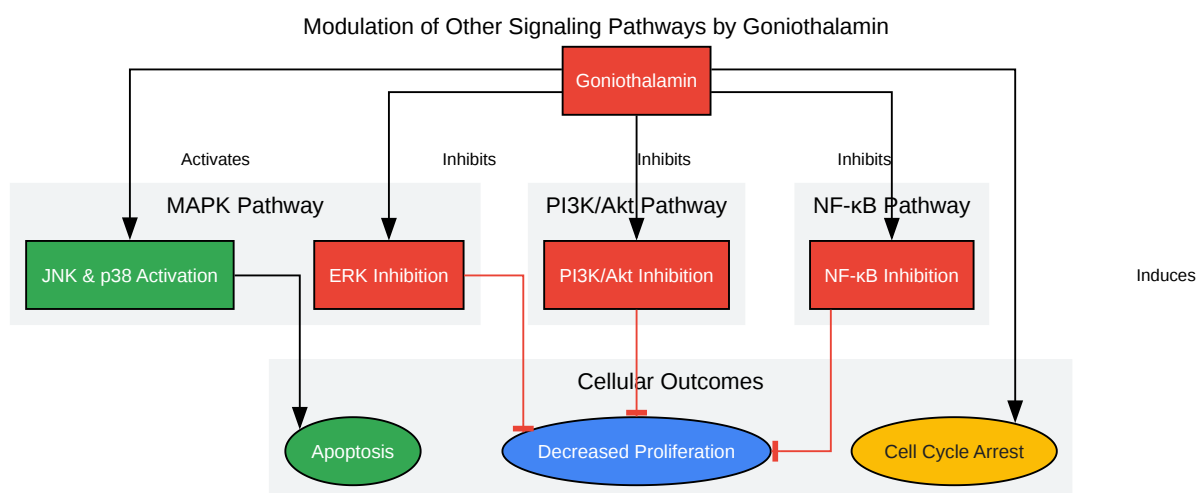 Modulation of Other Signaling Pathways by Goniothalamin
Goniothalamin
Activates
Inhibits
Inhibits
Inhibits
MAPK Pathway
PI3K/Akt Pathway
NF-κB Pathway
JNK & p38 Activation
ERK Inhibition
PI3K/Akt Inhibition
NF-κB Inhibition
Induces
Cellular Outcomes
Apoptosis
Decreased Proliferation
Cell Cycle Arrest